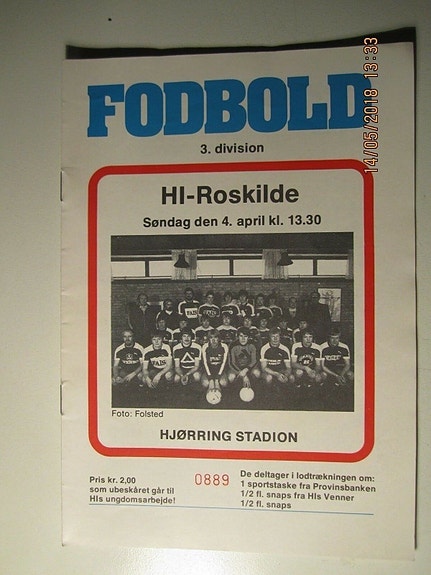 FODBOLD
3. division
HI-Roskilde
Søndag den 4. april kl. 13.30
Foto: Folsted
HJØRRING STADION
Pris kr. 2,00
som ubeskåret går til
HIs ungdomsarbejde!
0889
De deltager i lodtrækningen om:
1 sportstaske fra Provinsbanken
1/2 fl. snaps fra HIs Venner
1/2 fl. snaps
14/05/2018 13:33